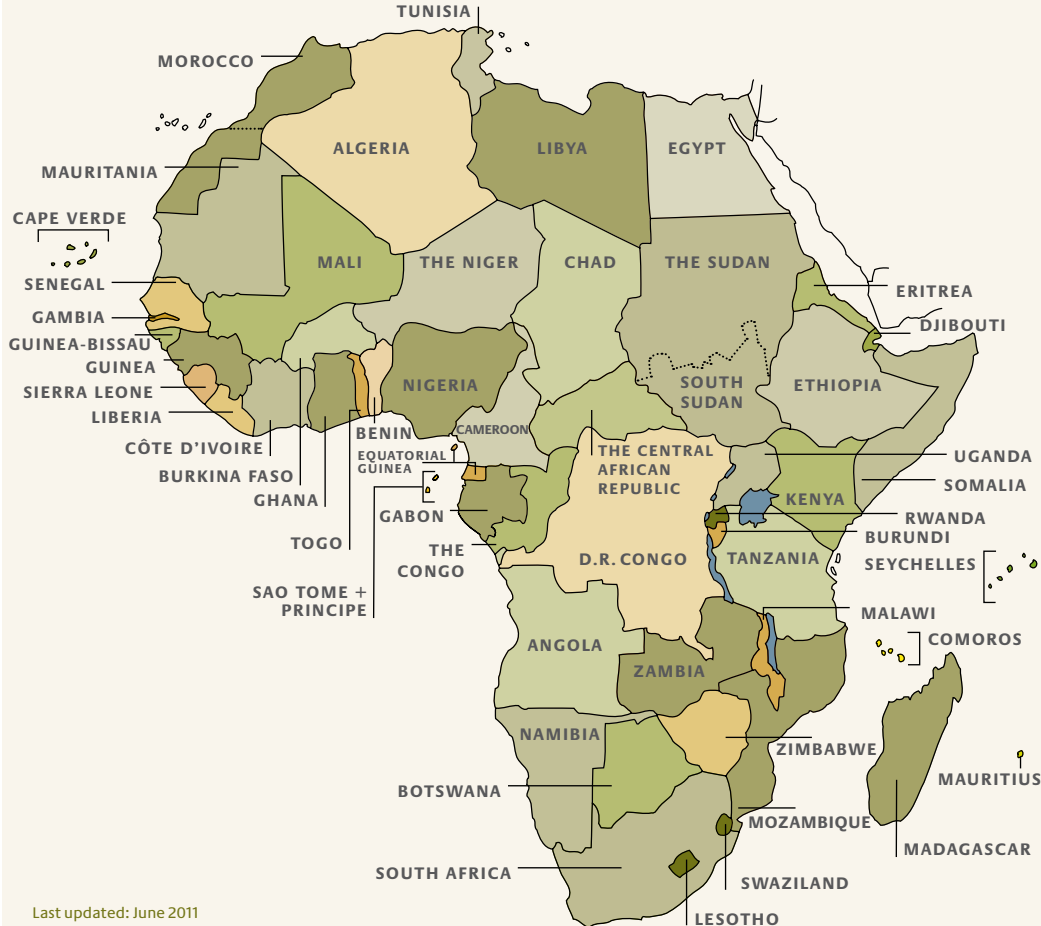 TUNISIA
MOROCCO
ALGERIA
LIBYA
EGYPT
MAURITANIA
CAPE VERDE
MALI
THE NIGER
CHAD
THE SUDAN
SENEGAL
ERITREA
GAMBIA
DJIBOUTI
GUINEA-BISSAU
GUINEA
SIERRA LEONE
NIGERIA
SOUTH
SUDAN
ETHIOPIA
LIBERIA
BENIN
CAMEROON
CÔTE D'IVOIRE
EQUATORIAL
GUINEA
THE CENTRAL
AFRICAN
REPUBLIC
UGANDA
BURKINA FASO
SOMALIA
GHANA
KENYA
GABON
RWANDA
BURUNDI
TOGO
THE
CONGO
D.R. CONGO
TANZANIA
SEYCHELLES
SAO TOME +
PRINCIPE
MALAWI
COMOROS
ANGOLA
ZAMBIA
NAMIBIA
ZIMBABWE
MAURITIUS
BOTSWANA
MOZAMBIQUE
MADAGASCAR
SOUTH AFRICA
SWAZILAND
LESOTHO
Last updated: June 2011